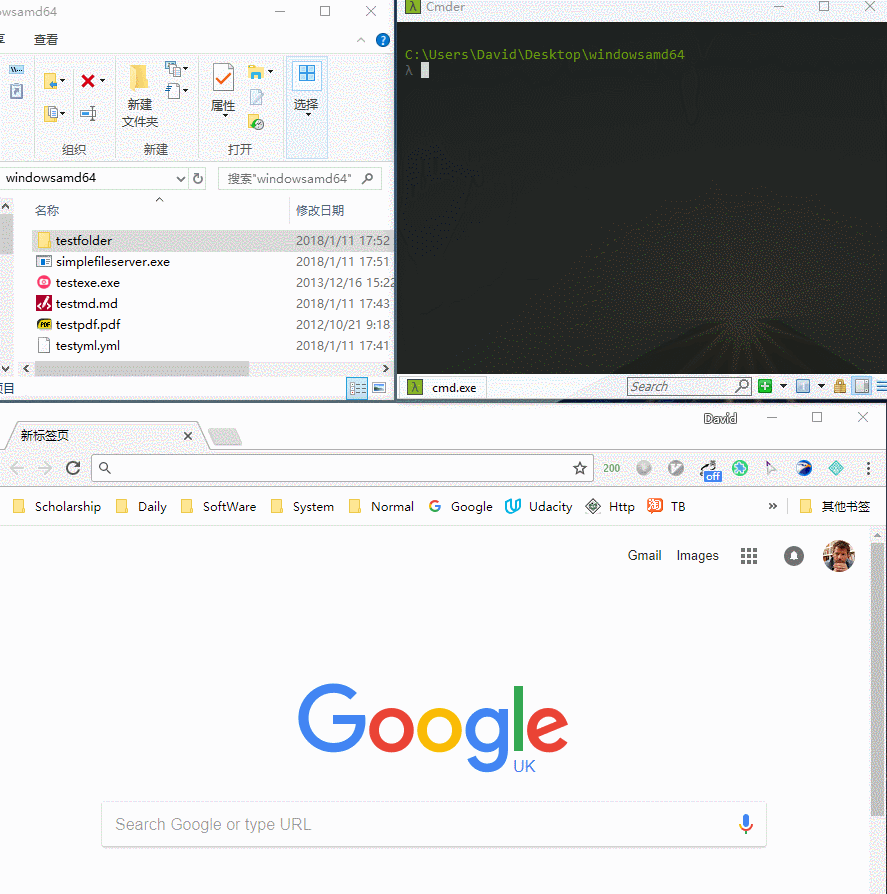 owsamd64
享 查看
新建
文件夹
属性
选择
组织 新建 打开
windowsamd64 搜索"windowsamd64"
名称 修改日期
testfolder 2018/1/11 17:52
simplefileserver.exe 2018/1/11 17:51
testexe.exe 2013/12/16 15:22
testmd.md 2018/1/11 17:43
testpdf.pdf 2012/10/21 9:18
testyml.yml 2018/1/11 17:41
项目
λ Cmder
C:\Users\David\Desktop\windowsamd64
λ
λ cmd.exe Search
David
新标签页
200
off
Scholarship Daily SoftWare System Normal Google Udacity Http 淘 TB » 其他书签
Gmail Images
Google
UK
Search Google or type URL